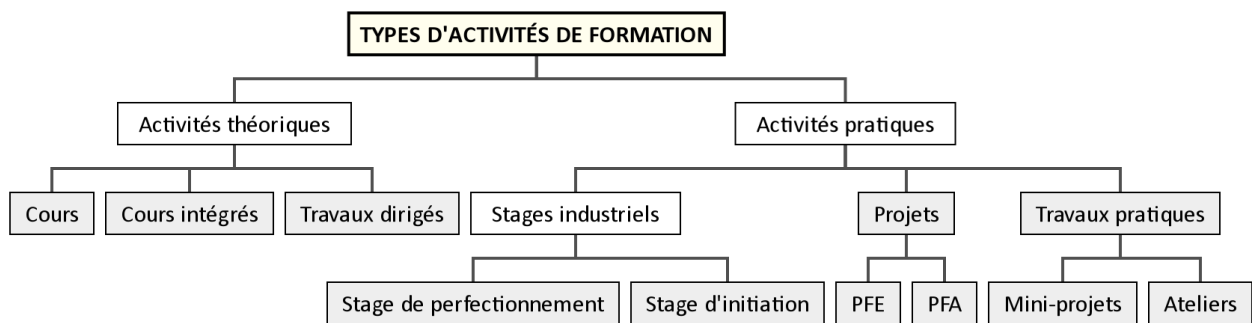 TYPES D'ACTIVITÉS DE FORMATION
Activités théoriques
Activités pratiques
Cours
Cours intégrés
Travaux dirigés
Stages industriels
Projets
Travaux pratiques
Stage de perfectionnement
Stage d'initiation
PFE
PFA
Mini-projets
Ateliers